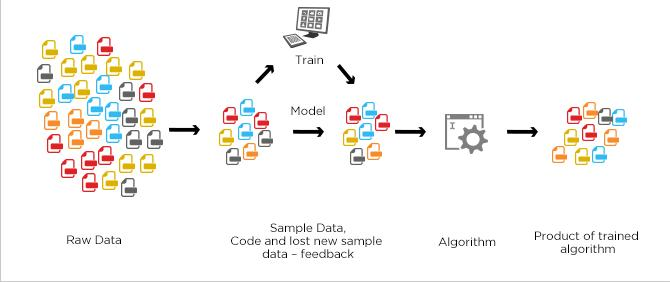 Train
Model
Raw Data
Sample Data,
Code and lost new sample
data – feedback
Algorithm
Product of trained
algorithm